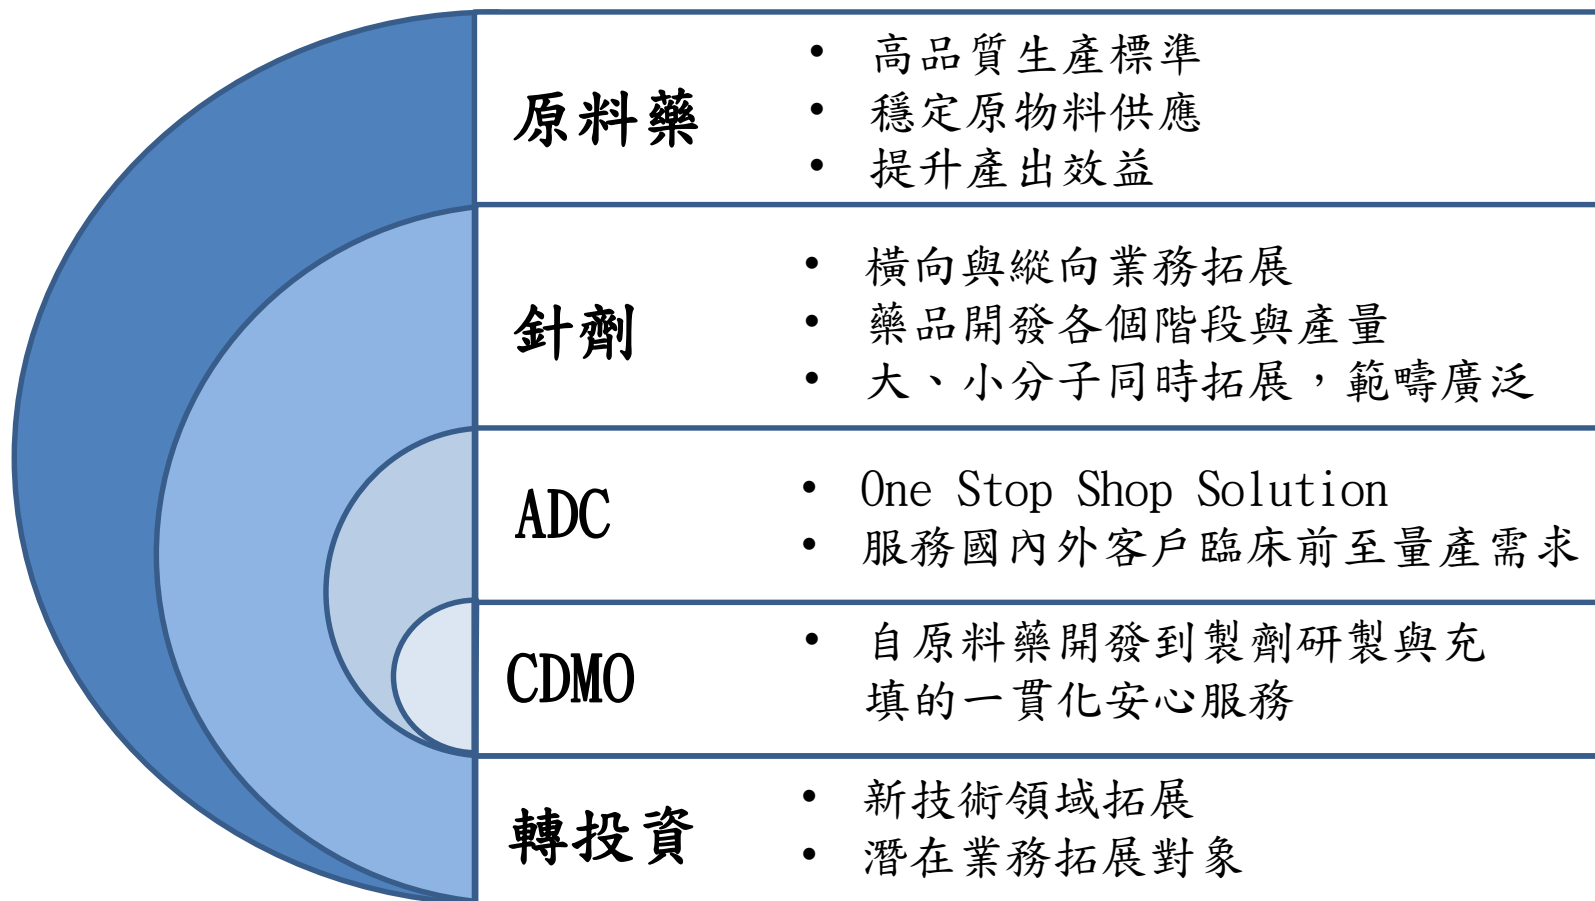 原料藥
• 高品質生產標準
• 穩定原物料供應
• 提升產出效益
針劑
• 橫向與縱向業務拓展
• 藥品開發各個階段與產量
• 大、小分子同時拓展，範疇廣泛
ADC
• One Stop Shop Solution
• 服務國內外客戶臨床前至量產需求
CDMO
• 自原料藥開發到製劑研製與充
填的一貫化安心服務
轉投資
• 新技術領域拓展
• 潛在業務拓展對象